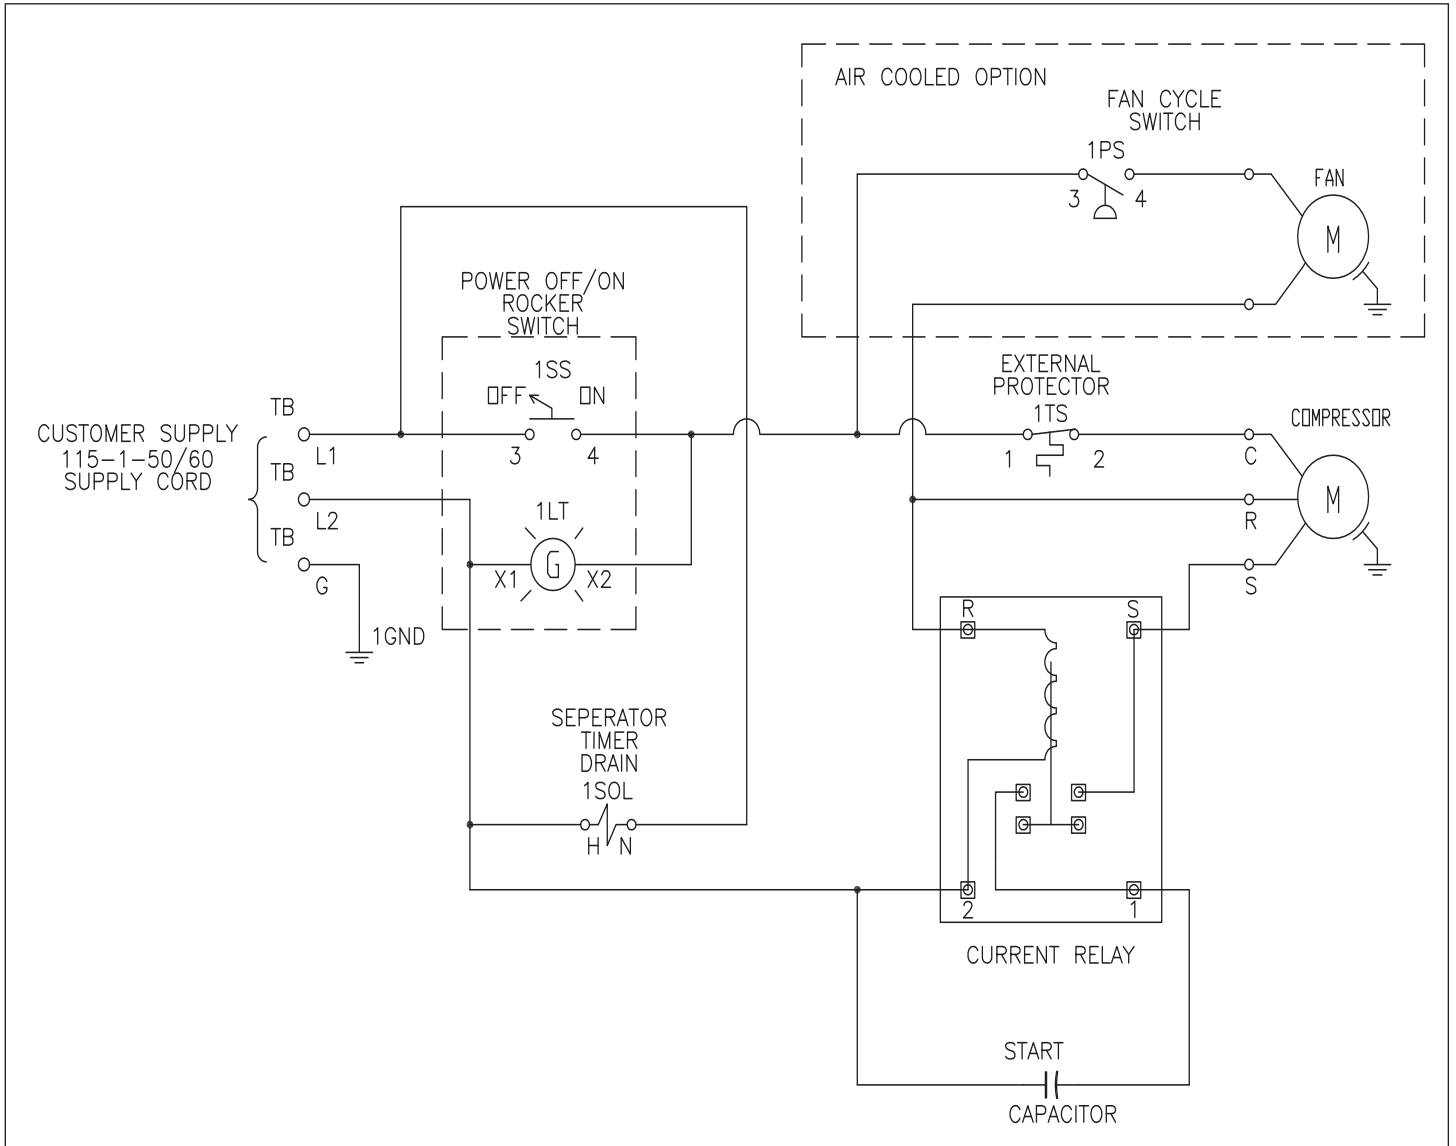 AIR COOLED OPTION
FAN CYCLE
SWITCH
1PS
3
4
FAN
M
POWER OFF/ON
ROCKER
SWITCH
1SS
OFF
ON
3
4
EXTERNAL
PROTECTOR
1TS
1
2
COMPRESSOR
C
M
R
S
CUSTOMER SUPPLY
115-1-50/60
SUPPLY CORD
TB
L1
TB
L2
TB
G
1GND
1LT
X1
G
X2
SEPERATOR
TIMER
DRAIN
1SOL
H
N
R
S
2
1
CURRENT RELAY
START
CAPACITOR